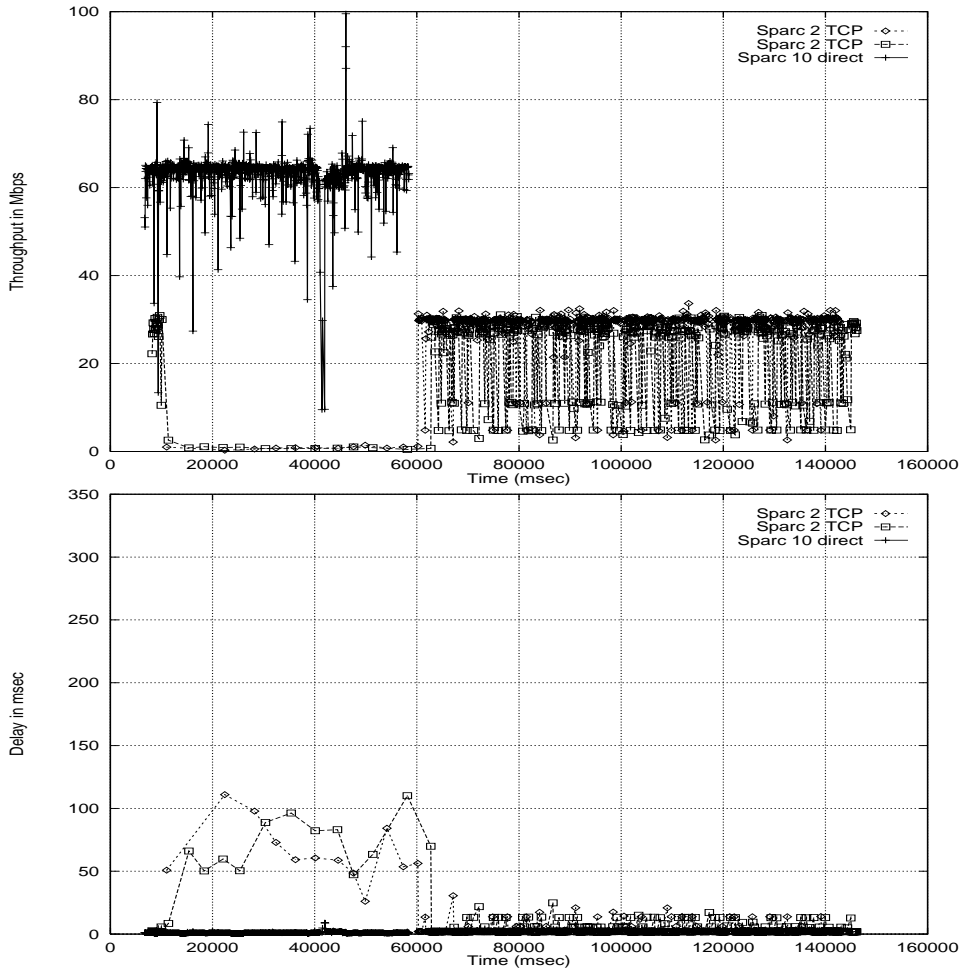 100
80
60
40
20
0
Throughput in Mbps
Sparc 2 TCP
Sparc 2 TCP
Sparc 10 direct
0 20000 40000 60000 80000 100000 120000 140000 160000
Time (msec)
350
300
250
200
150
100
50
0
Delay in msec
Sparc 2 TCP
Sparc 2 TCP
Sparc 10 direct
0 20000 40000 60000 80000 100000 120000 140000 160000
Time (msec)